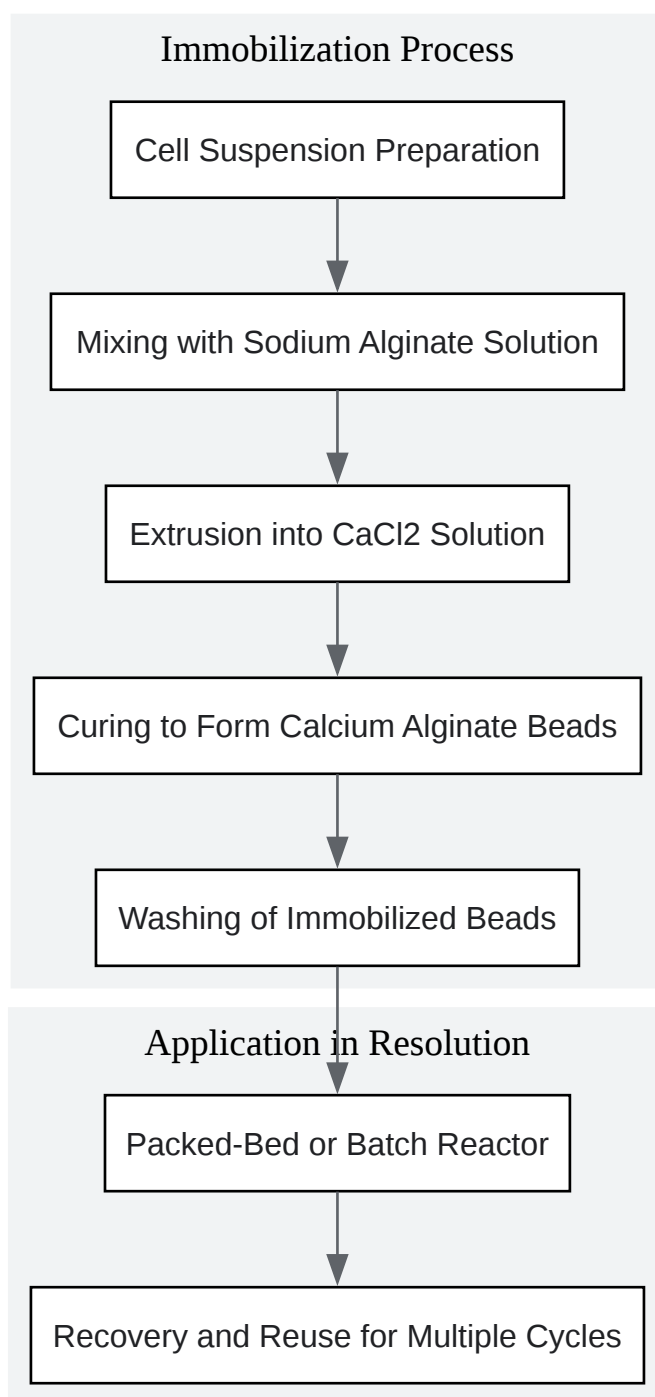 Immobilization Process
Cell Suspension Preparation
Mixing with Sodium Alginate Solution
Extrusion into CaCl2 Solution
Curing to Form Calcium Alginate Beads
Washing of Immobilized Beads
Application in Resolution
Packed-Bed or Batch Reactor
Recovery and Reuse for Multiple Cycles